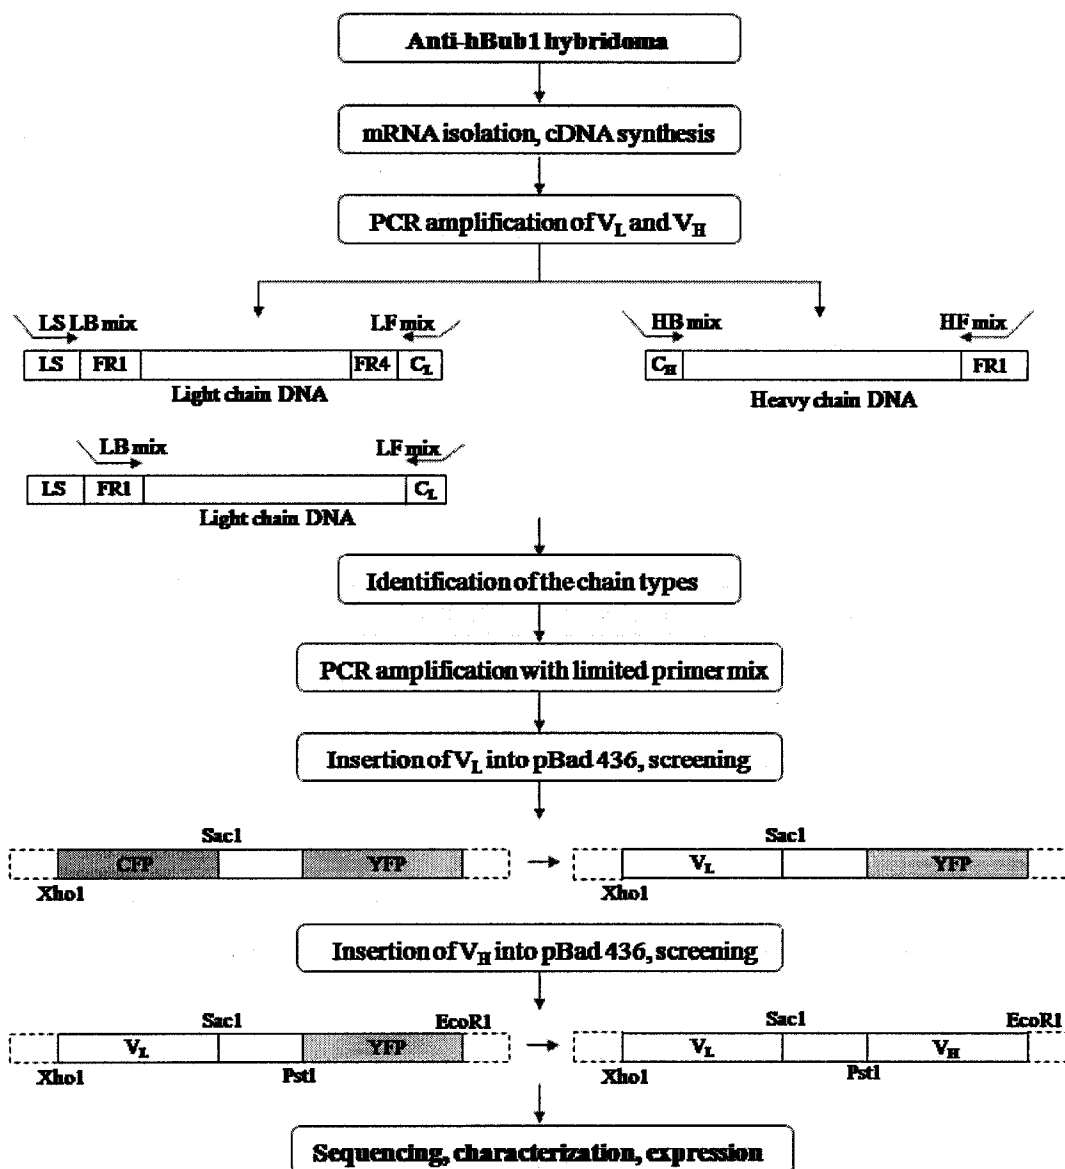 Anti-hBub1 hybridoma
mRNA isolation, cDNA synthesis
PCR amplification of VL and VH
LS LB mix
LF mix
LS
FR1
FR4
CL
Light chain DNA
HB mix
HF mix
CH
FR1
Heavy chain DNA
LB mix
LF mix
LS
FR1
CL
Light chain DNA
Identification of the chain types
PCR amplification with limited primer mix
Insertion of VL into pBad 436, screening
Sac1
CFP
YFP
Xho1
Sac1
VL
YFP
Xho1
Insertion of VH into pBad 436, screening
Sac1
EcoR1
VL
YFP
Xho1
Pst1
Sac1
EcoR1
VL
VH
Xho1
Pst1
Sequencing, characterization, expression